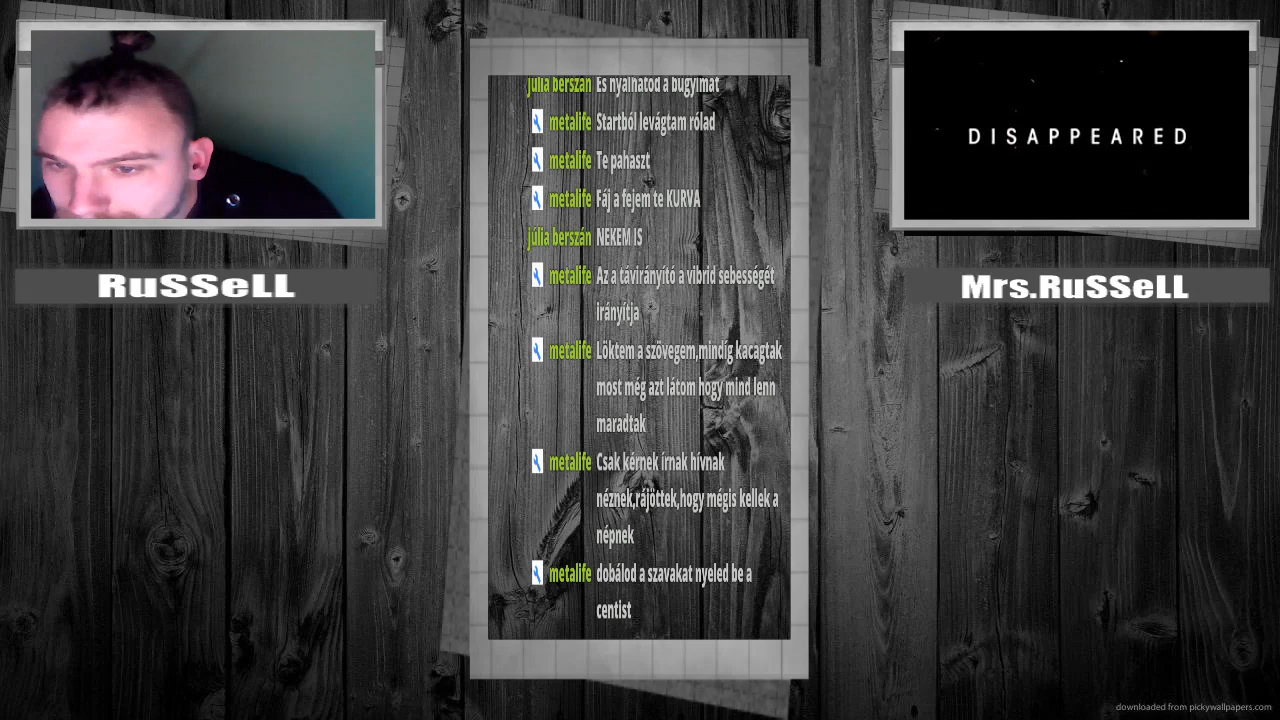 júlia berszán És nyalhatod a bugyimat
metalife Startból levágtam rólad
metalife Te pahaszt
metalife Fáj a fejem te KURVA
júlia berszán NEKEM IS
metalife Az a távirányító a vibrid sebességét
irányítja
metalife Löktem a szövegem,mindíg kacagtak
most még azt látom hogy mind lenn
maradtak
metalife Csak kérnek írnak hívnak
néznek,rájöttek,hogy mégis kellek a
népnek
metalife dobálod a szavakat nyeled be a
centist
DISAPPEARED
RuSSeLL
Mrs.RuSSeLL
downloaded from pickywallpapers.com